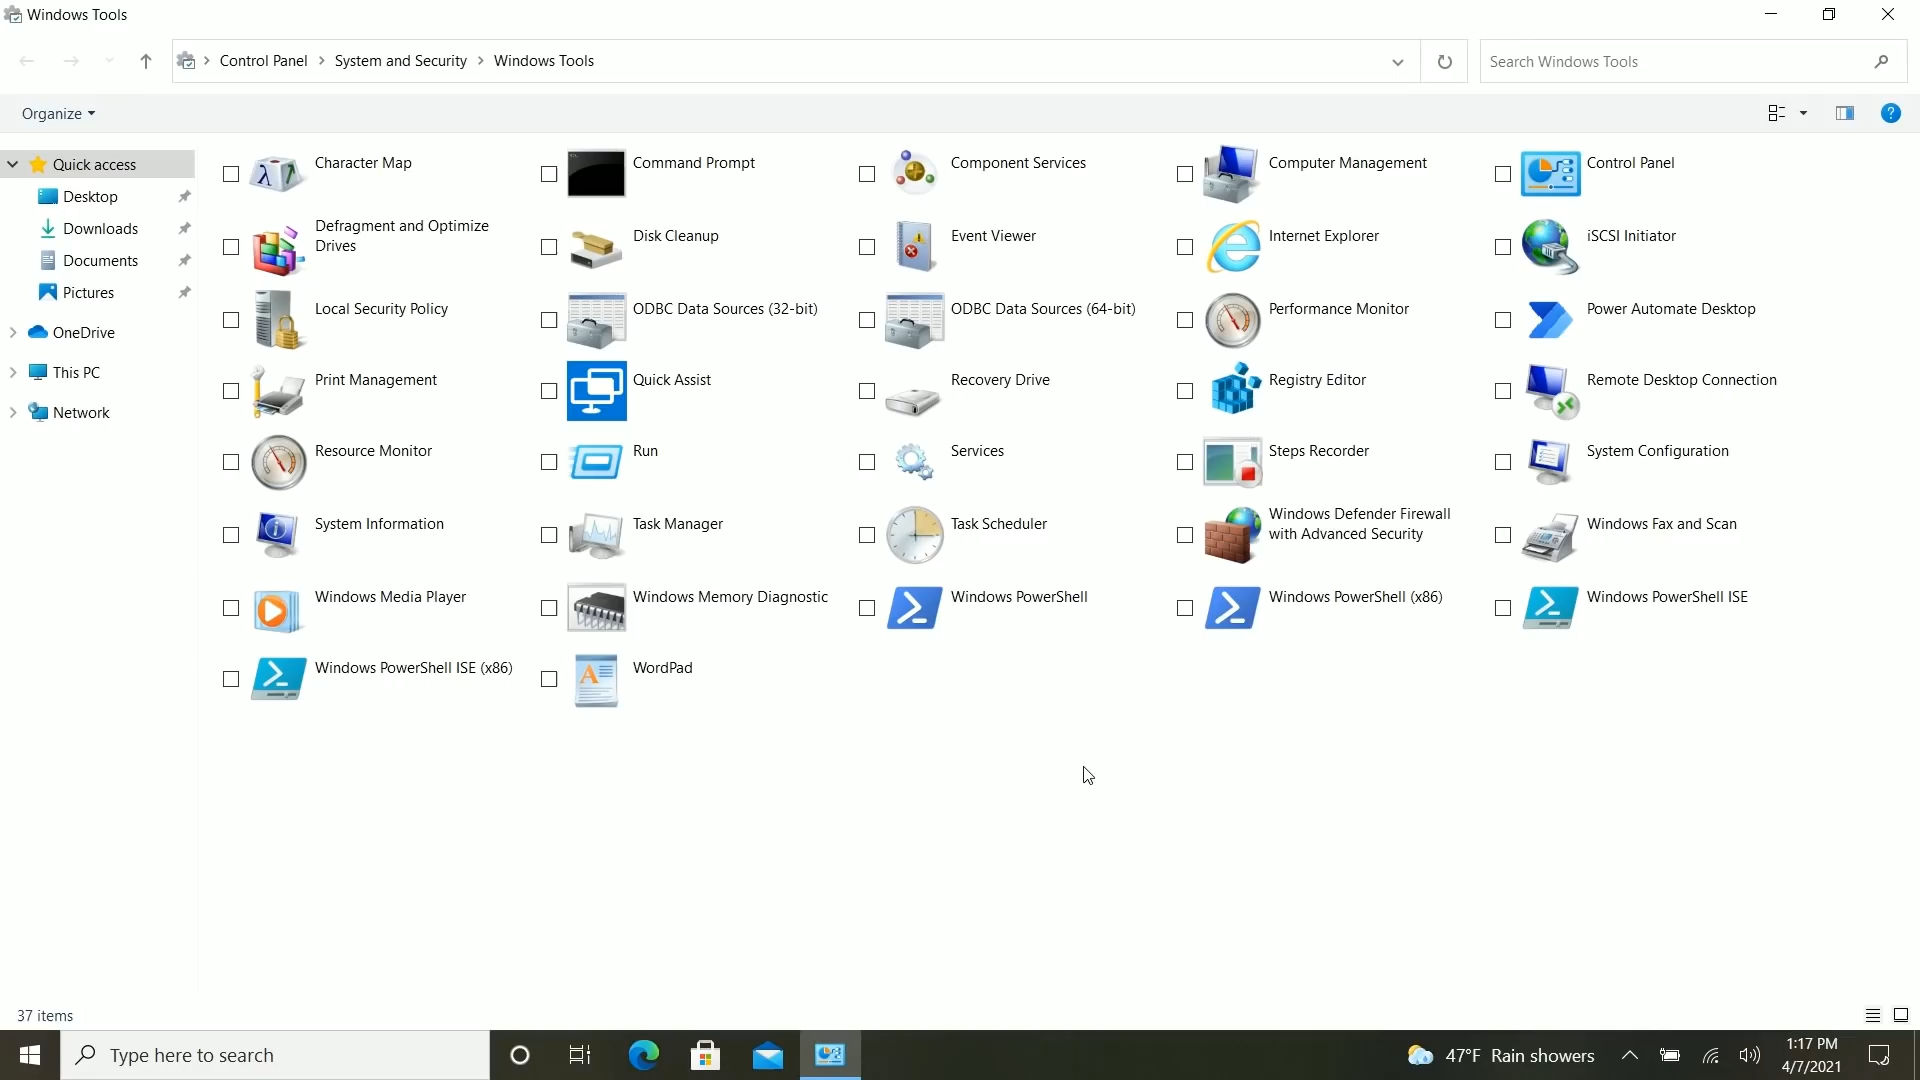 Windows Tools
Control Panel
System and Security
Windows Tools
Search Windows Tools
Organize
Quick access
Desktop
Downloads
Documents
Pictures
OneDrive
This PC
Network
Character Map
Command Prompt
Component Services
Computer Management
Control Panel
Defragment and Optimize
Drives
Disk Cleanup
Event Viewer
Internet Explorer
iSCSI Initiator
Local Security Policy
ODBC Data Sources (32-bit)
ODBC Data Sources (64-bit)
Performance Monitor
Power Automate Desktop
Print Management
Quick Assist
Recovery Drive
Registry Editor
Remote Desktop Connection
Resource Monitor
Run
Services
Steps Recorder
System Configuration
System Information
Task Manager
Task Scheduler
Windows Defender Firewall
with Advanced Security
Windows Fax and Scan
Windows Media Player
Windows Memory Diagnostic
Windows PowerShell
Windows PowerShell (x86)
Windows PowerShell ISE
Windows PowerShell ISE (x86)
WordPad
37 items
Type here to search
47°F Rain showers
1:17 PM
4/7/2021